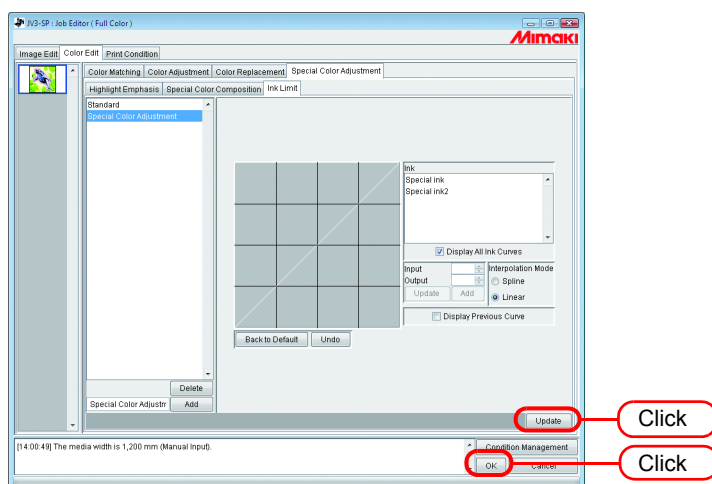 JV3-SP : Job Editor ( Full Color )
Mimaki
Image Edit Color Edit Print Condition
Color Matching Color Adjustment Color Replacement Special Color Adjustment
Highlight Emphasis Special Color Composition Ink Limit
Standard
Special Color Adjustment
Ink
Special ink
Special ink2
Display All Ink Curves
Input
Output
Update Add
Interpolation Mode
Spline
Linear
Display Previous Curve
Back to Default Undo
Delete
Special Color Adjustm Add
Update
Click
[14:00:49] The media width is 1,200 mm (Manual Input).
Condition Management
OK Cancel
Click